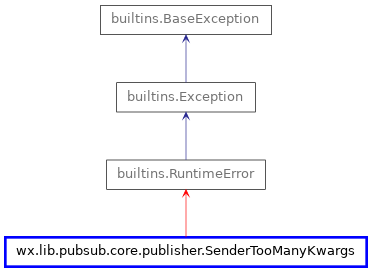 builtins.BaseException
builtins.Exception
builtins.RuntimeError
wx.lib.pubsub.core.publisher.SenderTooManyKwargs